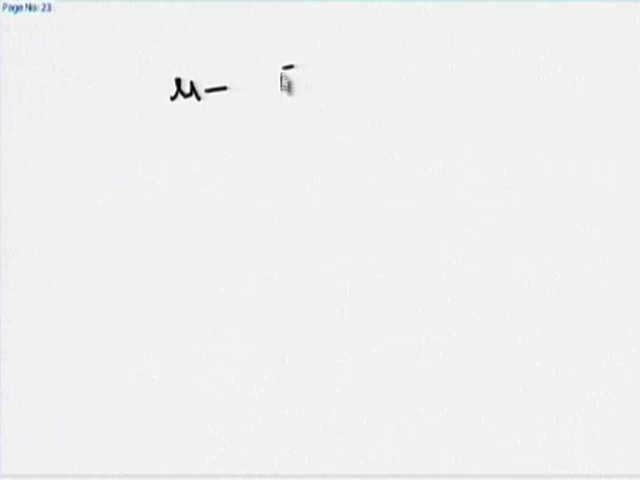 Page No: 23
μ –